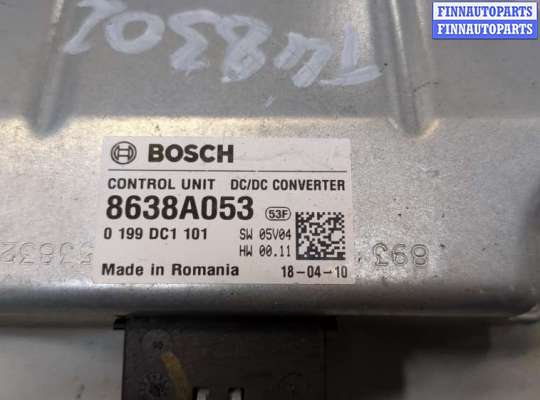 FINNAUTOPARTS
FINNAUTOPARTS
BOSCH
CONTROL UNIT DC/DC CONVERTER
8638A053 53F
0 199 DC1 101 SW 05V04
HW 00.11
Made in Romania 18-04-10
893